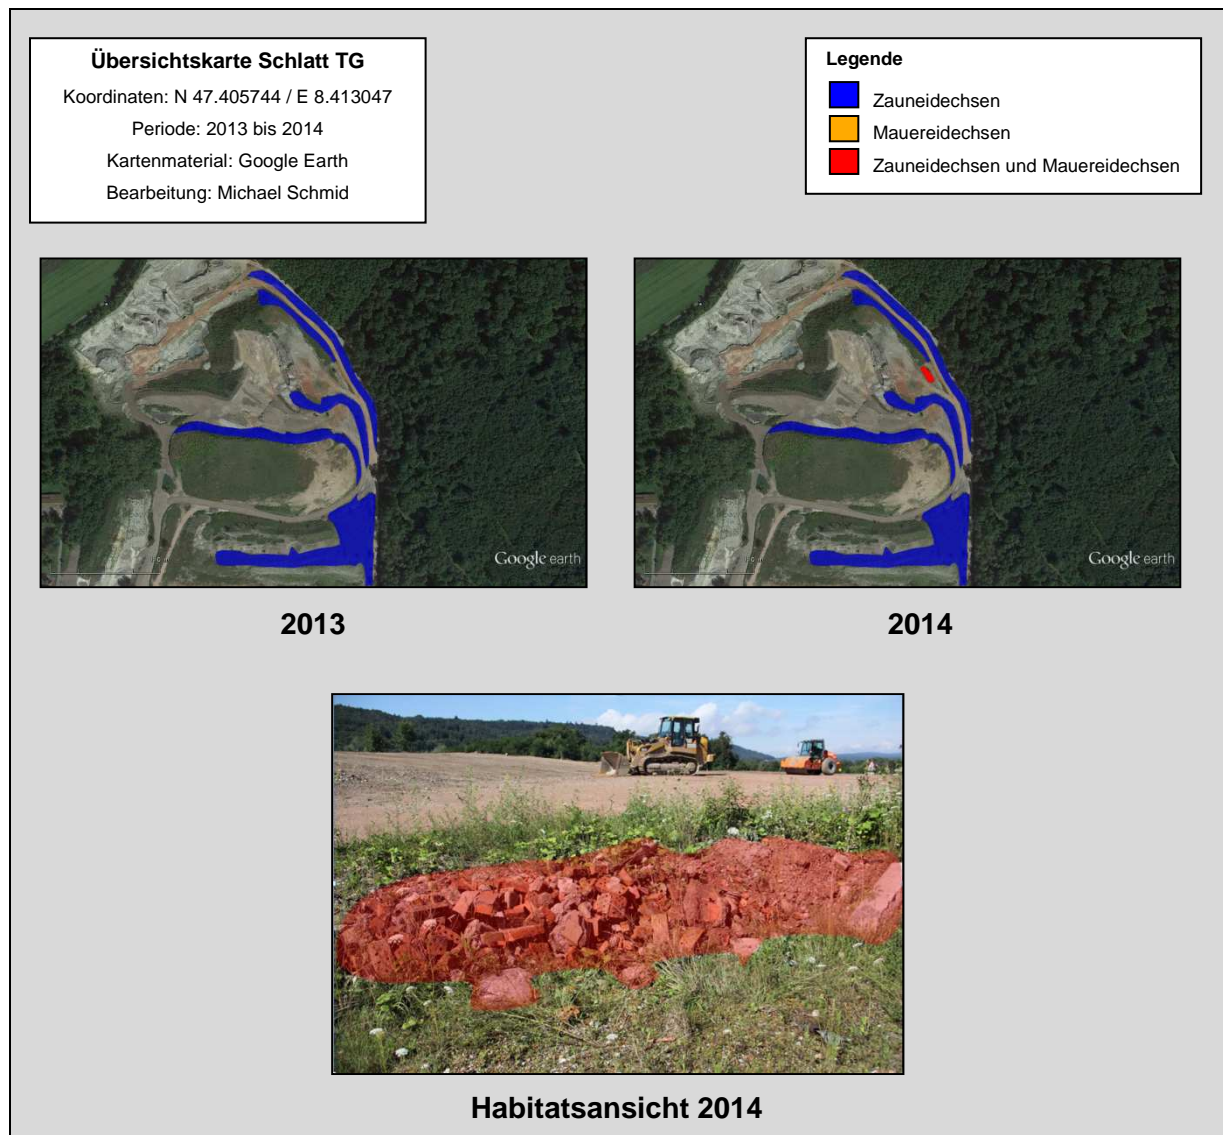 Übersichtskarte Schlatt TG
Koordinaten: N 47.405744 / E 8.413047
Periode: 2013 bis 2014
Kartenmaterial: Google Earth
Bearbeitung: Michael Schmid
Legende
Zauneidechsen
Mauereidechsen
Zauneidechsen und Mauereidechsen
Google earth
Google earth
2013
2014
Habitatsansicht 2014